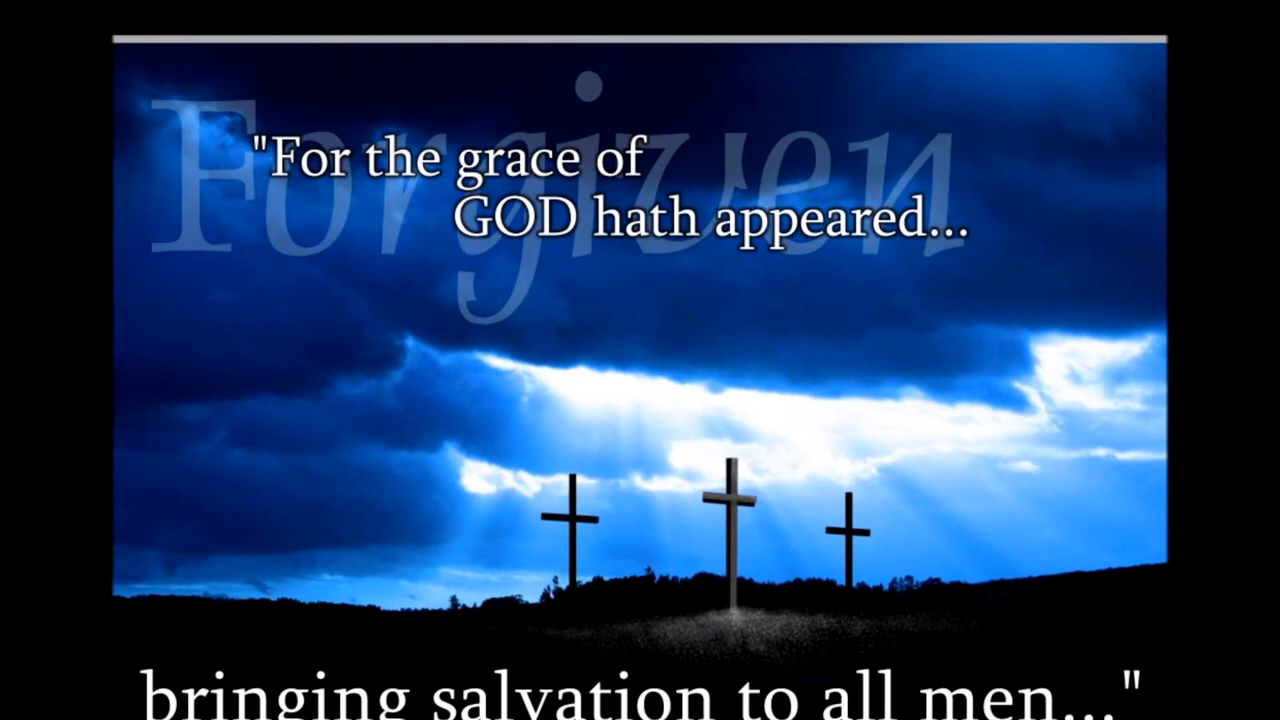 Forgiven
"For the grace of
GOD hath appeared...
bringing salvation to all men..."